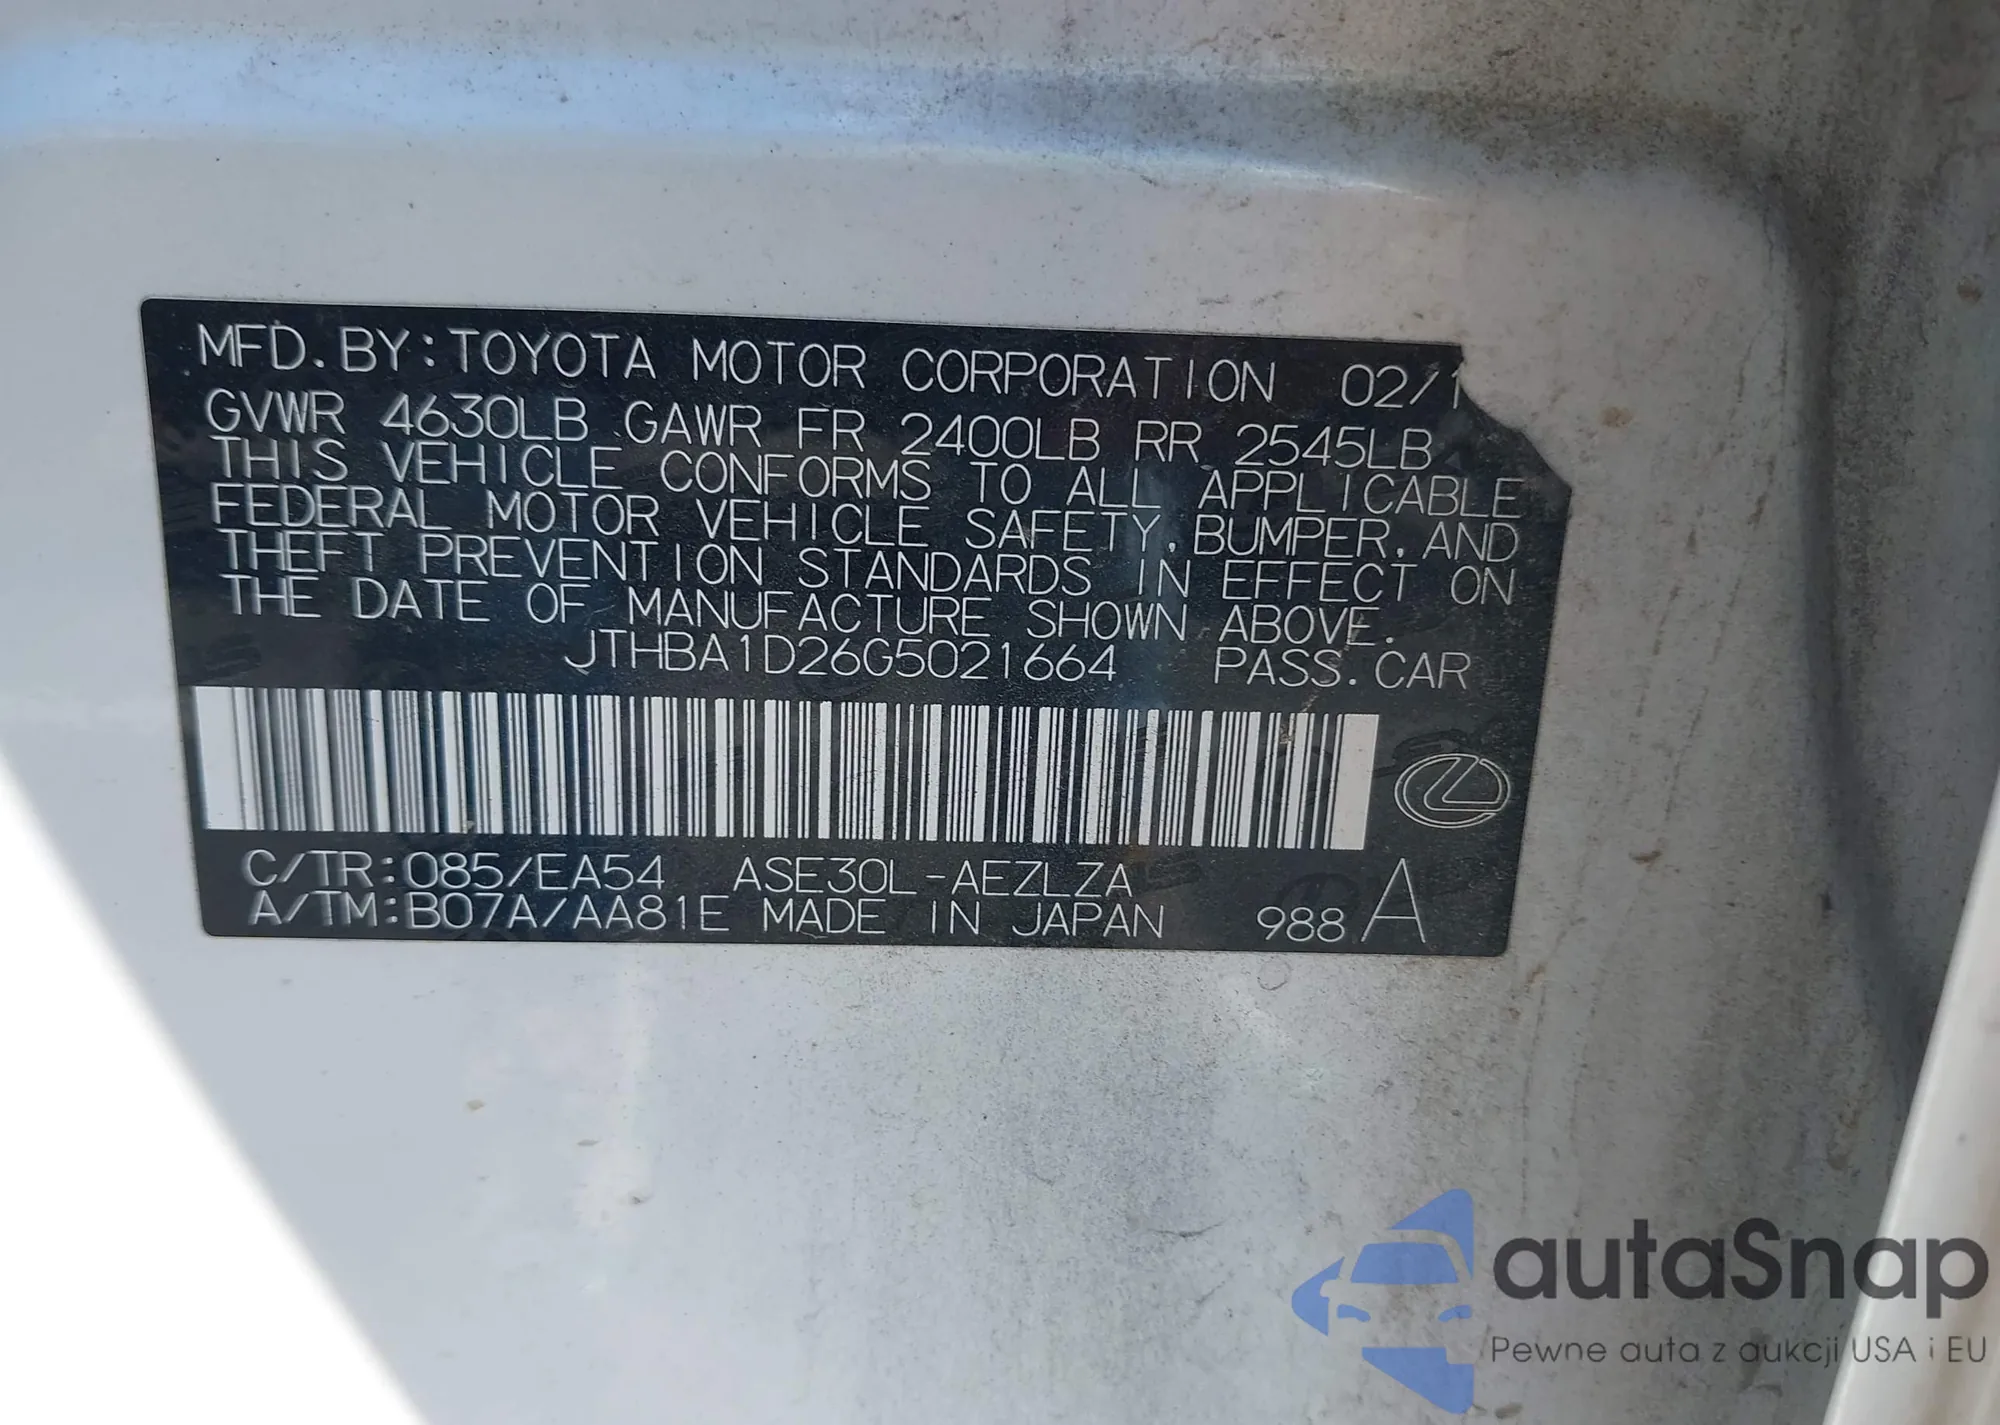 MFD.BY:TOYOTA MOTOR CORPORATION 02/1
GVWR 4630LB GAWR FR 2400LB RR 2545LB
THIS VEHICLE CONFORMS TO ALL APPLICABLE
FEDERAL MOTOR VEHICLE SAFETY, BUMPER, AND
THEFT PREVENTION STANDARDS IN EFFECT ON
THE DATE OF MANUFACTURE SHOWN ABOVE.
JTHBA1D26G5021664 PASS.CAR
C/TR:085/EA54 ASE30L-AEZLZA
A/TM:B07A/AA81E MADE IN JAPAN 988 A
autaSnap
Pewne auta z aukcji USA i EU